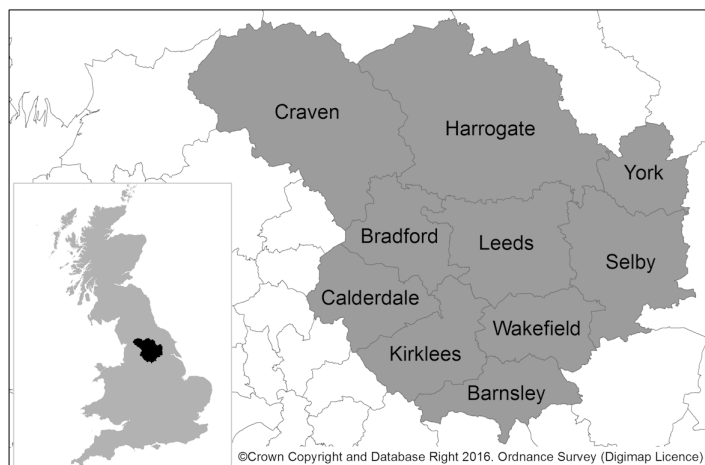 Craven
Harrogate
York
Bradford
Leeds
Selby
Calderdale
Wakefield
Kirklees
Barnsley
©Crown Copyright and Database Right 2016. Ordnance Survey (Digimap Licence)